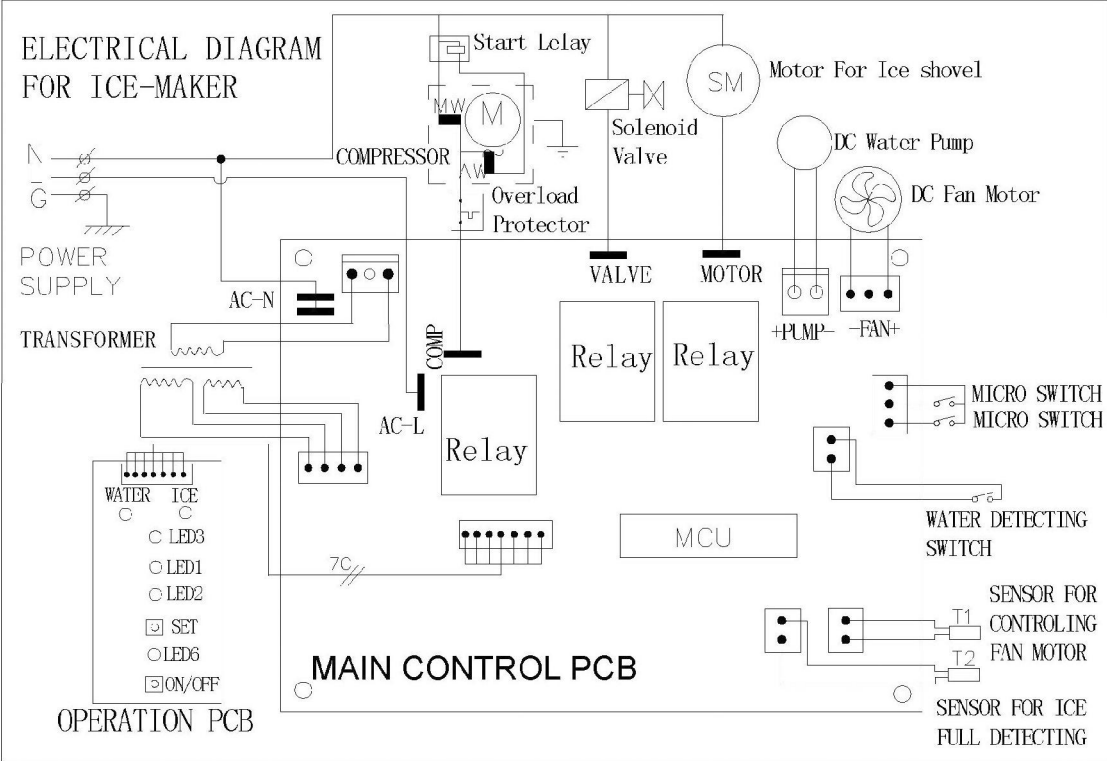 ELECTRICAL DIAGRAM
FOR ICE-MAKER
Start Lelay
SM
Motor For Ice shovel
MW
M
COMPRESSOR
AW
Solenoid
Valve
DC Water Pump
DC Fan Motor
Overload
Protector
N
G
POWER
SUPPLY
AC-N
VALVE
MOTOR
+PUMP-
-FAN+
TRANSFORMER
COMP
AC-L
Relay
Relay
Relay
MICRO SWITCH
MICRO SWITCH
WATER DETECTING
SWITCH
WATER ICE
LED3
LED1
LED2
SET
LED6
ON/OFF
OPERATION PCB
7C
MCU
MAIN CONTROL PCB
T1
T2
SENSOR FOR
CONTROLING
FAN MOTOR
SENSOR FOR ICE
FULL DETECTING